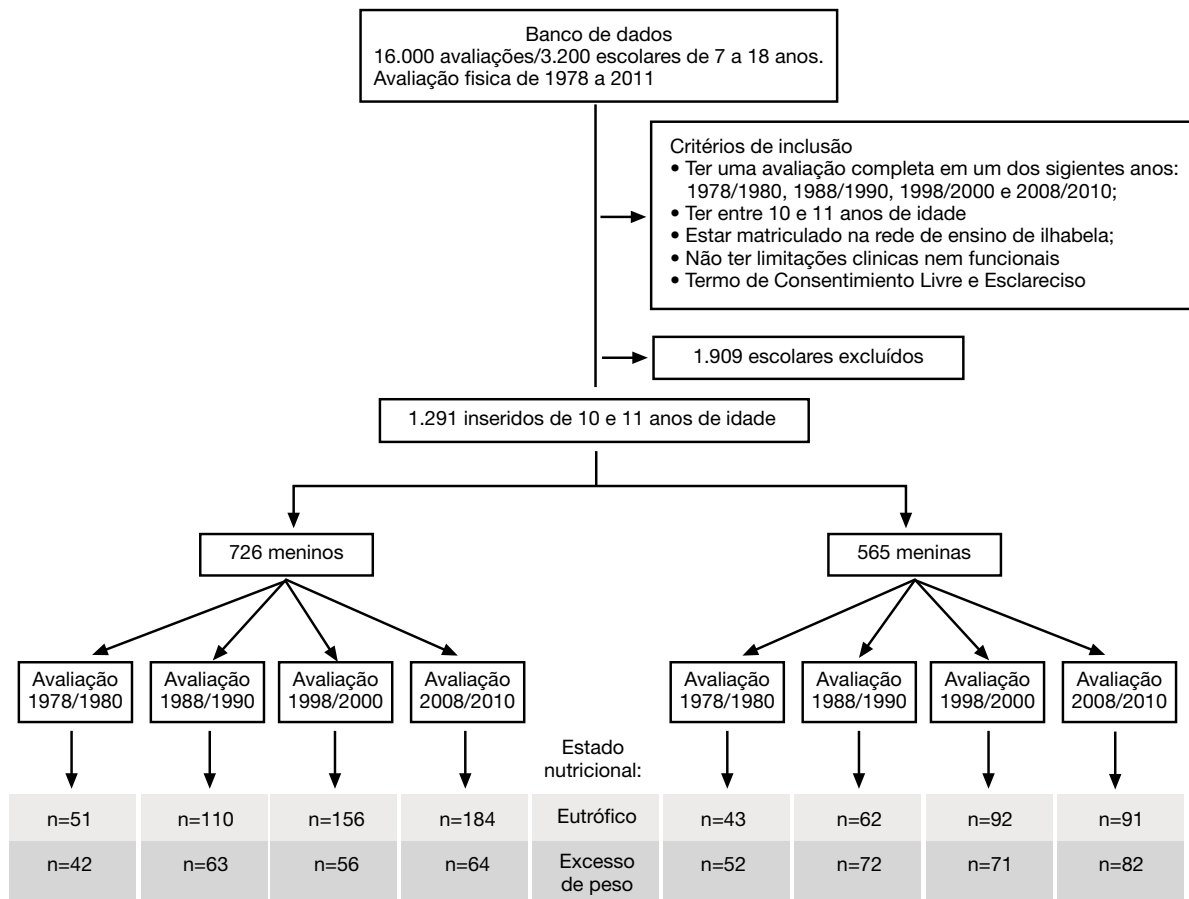 Banco de dados
16.000 avaliações/3.200 escolares de 7 a 18 anos.
Avaliação fisica de 1978 a 2011
Critérios de inclusão
• Ter uma avaliação completa em um dos sigientes anos:
1978/1980, 1988/1990, 1998/2000 e 2008/2010;
• Ter entre 10 e 11 anos de idade
• Estar matriculado na rede de ensino de ilhabela;
• Não ter limitações clinicas nem funcionais
• Termo de Consentimento Livre e Esclareciso
1.909 escolares excluídos
1.291 inseridos de 10 e 11 anos de idade
726 meninos
565 meninas
Avaliação
1978/1980
Avaliação
1988/1990
Avaliação
1998/2000
Avaliação
2008/2010
Avaliação
1978/1980
Avaliação
1988/1990
Avaliação
1998/2000
Avaliação
2008/2010
Estado
nutricional:
n=51 n=110 n=156 n=184 Eutrófico n=43 n=62 n=92 n=91
n=42 n=63 n=56 n=64 Excesso n=52 n=72 n=71 n=82
de peso